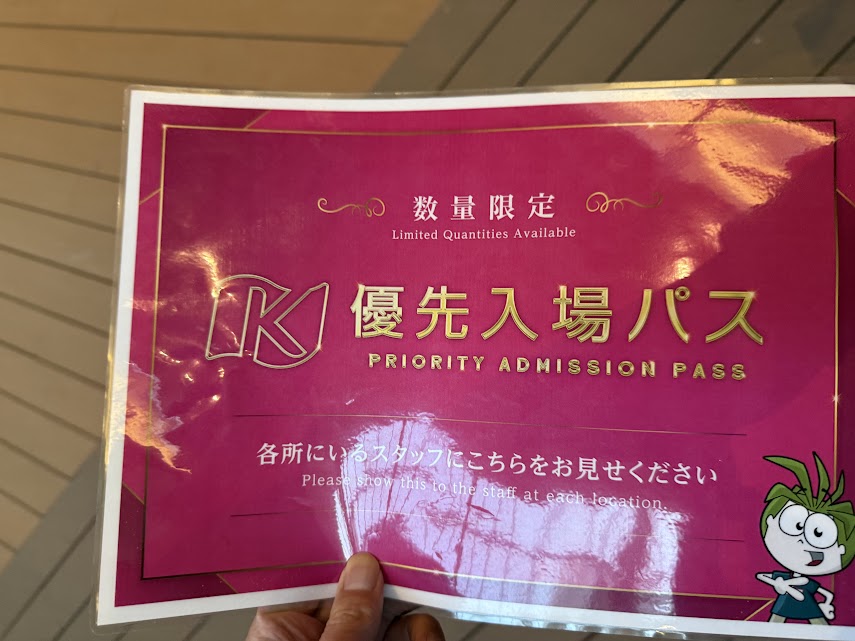 数量限定
Limited Quantities Available
K 優先入場パス
PRIORITY ADMISSION PASS
各所にいるスタッフにこちらをお見せください
Please show this to the staff at each location.